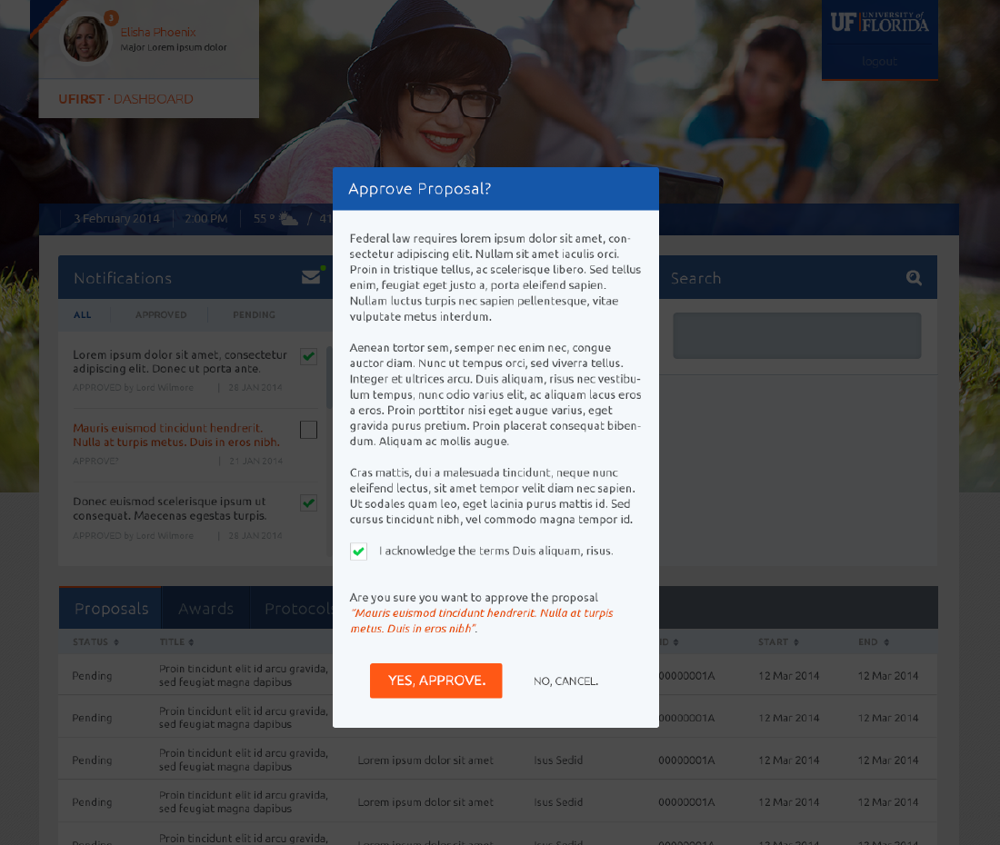 3
Elisha Phoenix
Major Lorem ipsum dolor
UFIRST · DASHBOARD
UF UNIVERSITY of FLORIDA
logout
3 February 2014
2:00 PM
55 º / 41
Notifications
ALL APPROVED PENDING
Lorem ipsum dolor sit amet, consectetur
adipiscing elit. Donec ut porta ante.
APPROVED by Lord Wilmore | 28 JAN 2014
Mauris euismod tincidunt hendrerit.
Nulla at turpis metus. Duis in eros nibh.
APPROVE? | 21 JAN 2014
Donec euismod scelerisque ipsum ut
consequat. Maecenas egestas turpis.
APPROVED by Lord Wilmore | 28 JAN 2014
Search
Approve Proposal?
Federal law requires lorem ipsum dolor sit amet, con-
sectetur adipiscing elit. Nullam sit amet iaculis orci.
Proin in tristique tellus, ac scelerisque libero. Sed tellus
enim, feugiat eget justo a, porta eleifend sapien.
Nullam luctus turpis nec sapien pellentesque, vitae
vulputate metus interdum.
Aenean tortor sem, semper nec enim nec, congue
auctor diam. Nunc ut tempus orci, sed viverra tellus.
Integer et ultrices arcu. Duis aliquam, risus nec vestibu-
lum tempus, nunc odio varius elit, ac aliquam lacus eros
a eros. Proin porttitor nisi eget augue varius, eget
gravida purus pretium. Proin placerat consequat biben-
dum. Aliquam ac mollis augue.
Cras mattis, dui a malesuada tincidunt, neque nunc
eleifend lectus, sit amet tempor velit diam nec sapien.
Ut sodales quam leo, eget lacinia purus mattis id. Sed
cursus tincidunt nibh, vel commodo magna tempor id.
I acknowledge the terms Duis aliquam, risus.
Are you sure you want to approve the proposal
"Mauris euismod tincidunt hendrerit. Nulla at turpis
metus. Duis in eros nibh".
YES, APPROVE. NO, CANCEL.
Proposals Awards Protocols
STATUS TITLE ID START END
Pending Proin tincidunt elit id arcu gravida, 00000001A 12 Mar 2014 12 Mar 2014
sed feugiat magna dapibus
Pending Proin tincidunt elit id arcu gravida, 00000001A 12 Mar 2014 12 Mar 2014
sed feugiat magna dapibus
Pending Proin tincidunt elit id arcu gravida, Lorem ipsum dolor sit amet Isus Sedid 00000001A 12 Mar 2014 12 Mar 2014
sed feugiat magna dapibus
Pending Proin tincidunt elit id arcu gravida, Lorem ipsum dolor sit amet Isus Sedid 00000001A 12 Mar 2014 12 Mar 2014
sed feugiat magna dapibus
Proin tincidunt elit id arcu gravida,